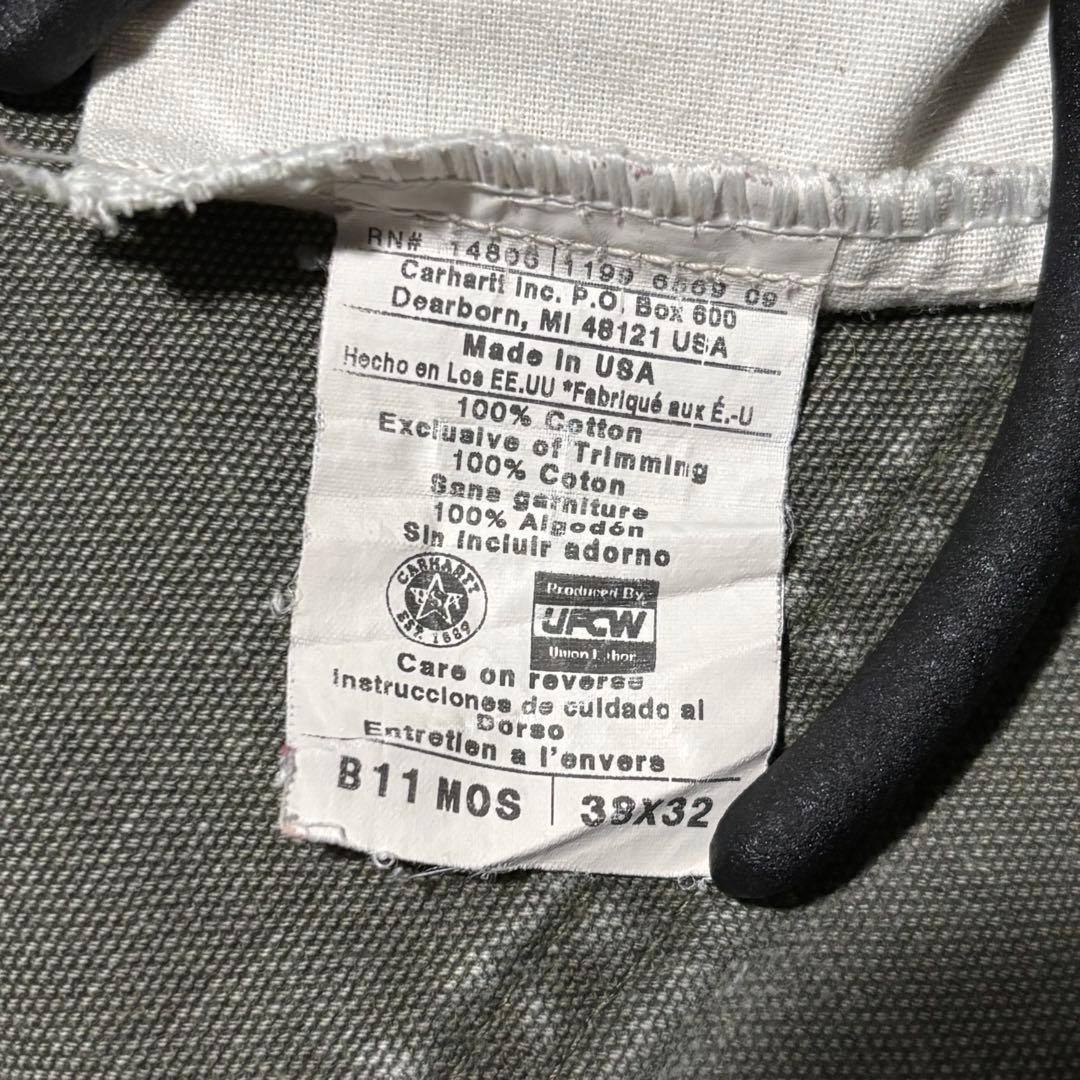 RN# 14806 | 1199 6569 09
Carhartt Inc. P.O. Box 600
Dearborn, MI 48121 USA
Made In USA
Hecho en Los EE.UU *Fabriqué aux É.-U
100% Cotton
Exclusive of Trimming
100% Coton
Sans garniture
100% Algodón
Sin incluir adorno
CARHARTT
EST. 1889
Produced By
UFCW
Union Labor
Care on reverse
Instrucciones de cuidado al
Dorso
Entretien a l'envers
B11 MOS | 38X32